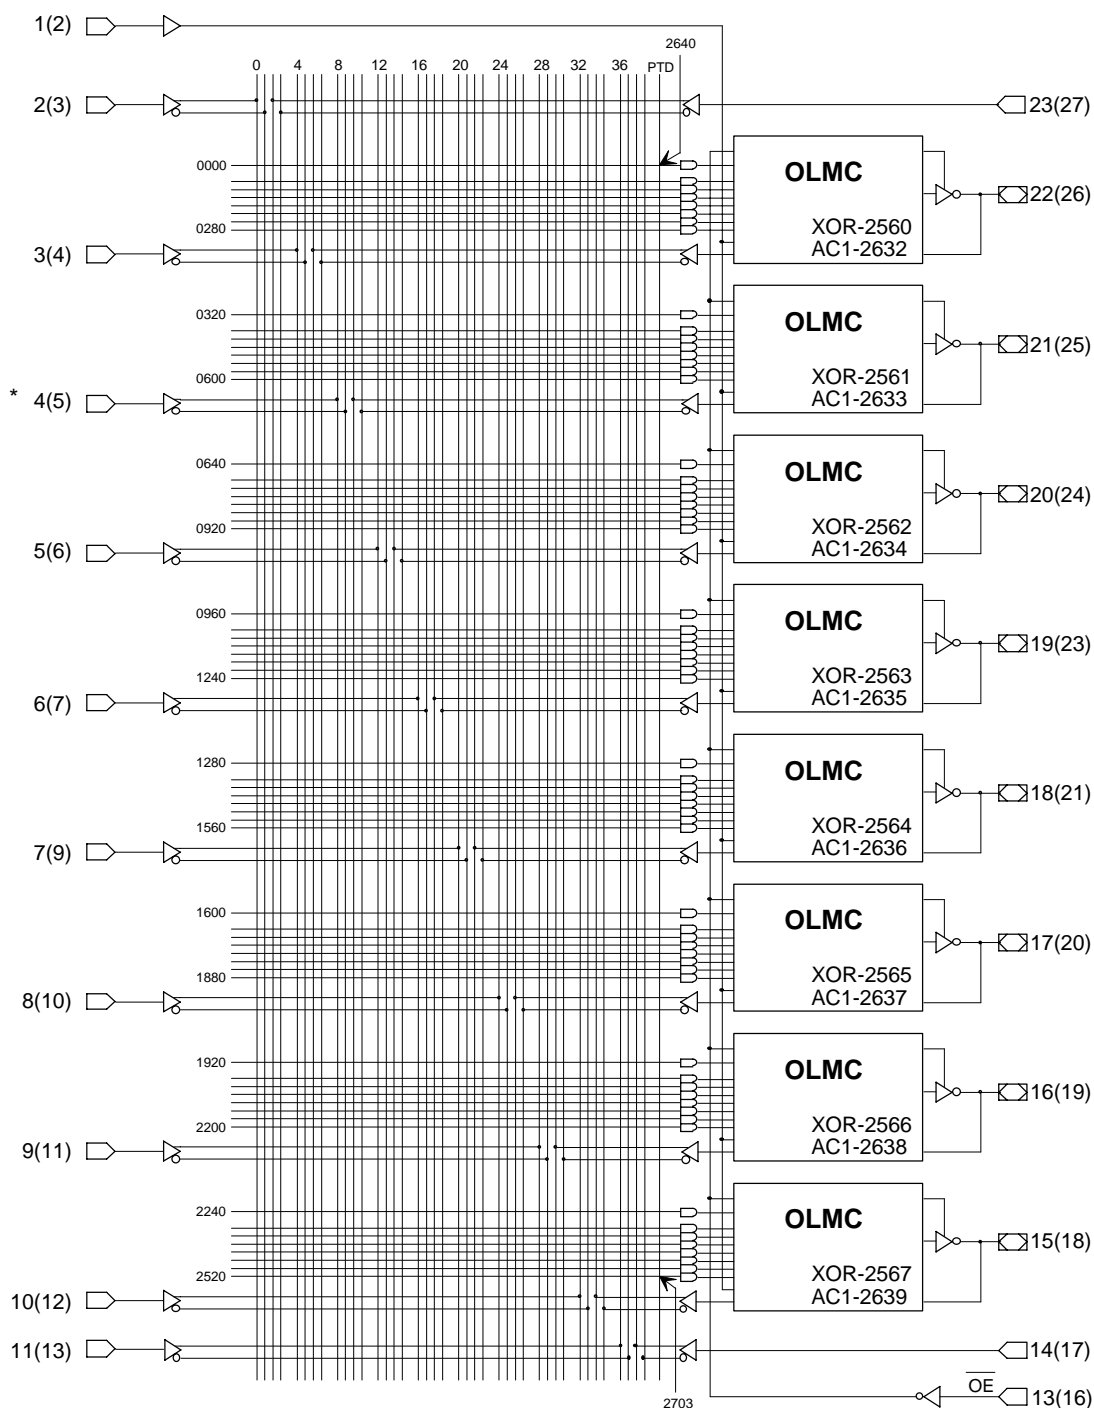 1(2)
2640
0 4 8 12 16 20 24 28 32 36 PTD
2(3)
23(27)
0000
OLMC
22(26)
0280
XOR-2560
3(4)
AC1-2632
0320
OLMC
21(25)
0600
XOR-2561
* 4(5)
AC1-2633
0640
OLMC
20(24)
0920
XOR-2562
5(6)
AC1-2634
0960
OLMC
19(23)
1240
XOR-2563
6(7)
AC1-2635
1280
OLMC
18(21)
1560
XOR-2564
7(9)
AC1-2636
1600
OLMC
17(20)
1880
XOR-2565
8(10)
AC1-2637
1920
OLMC
16(19)
2200
XOR-2566
9(11)
AC1-2638
2240
OLMC
15(18)
2520
XOR-2567
10(12)
AC1-2639
11(13)
14(17)
OE
13(16)
2703